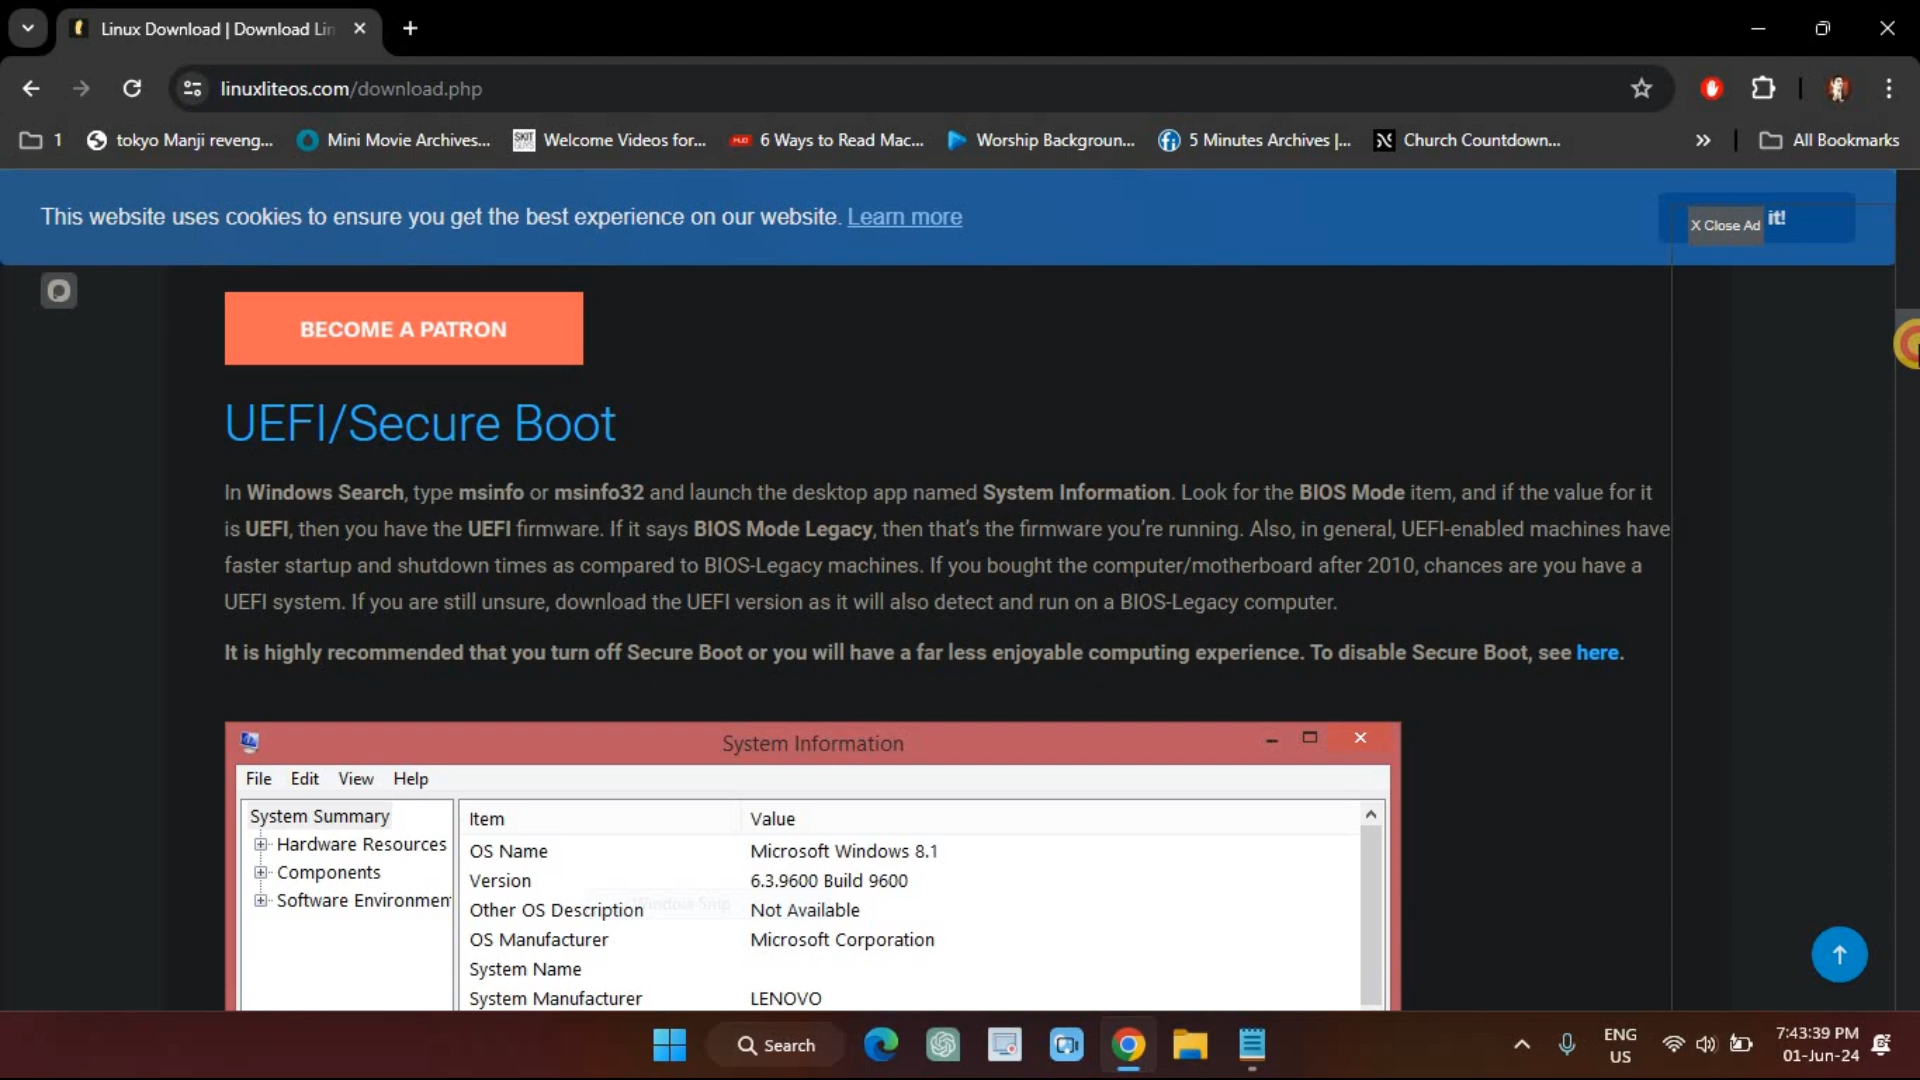 Linux Download | Download Lin
linuxliteos.com/download.php
1
tokyo Manji reveng...
Mini Movie Archives...
SKIT GUYS
Welcome Videos for...
6 Ways to Read Mac...
Worship Backgroun...
5 Minutes Archives |...
Church Countdown...
All Bookmarks
This website uses cookies to ensure you get the best experience on our website. Learn more
X Close Ad
it!
BECOME A PATRON
UEFI/Secure Boot
In Windows Search, type msinfo or msinfo32 and launch the desktop app named System Information. Look for the BIOS Mode item, and if the value for it
is UEFI, then you have the UEFI firmware. If it says BIOS Mode Legacy, then that's the firmware you're running. Also, in general, UEFI-enabled machines have
faster startup and shutdown times as compared to BIOS-Legacy machines. If you bought the computer/motherboard after 2010, chances are you have a
UEFI system. If you are still unsure, download the UEFI version as it will also detect and run on a BIOS-Legacy computer.
It is highly recommended that you turn off Secure Boot or you will have a far less enjoyable computing experience. To disable Secure Boot, see here.
System Information
File Edit View Help
System Summary
Hardware Resources
Components
Software Environmen
Item Value
OS Name Microsoft Windows 8.1
Version 6.3.9600 Build 9600
Other OS Description Not Available
Window Snip
OS Manufacturer Microsoft Corporation
System Name
System Manufacturer LENOVO
Search
ENG
US
7:43:39 PM
01-Jun-24